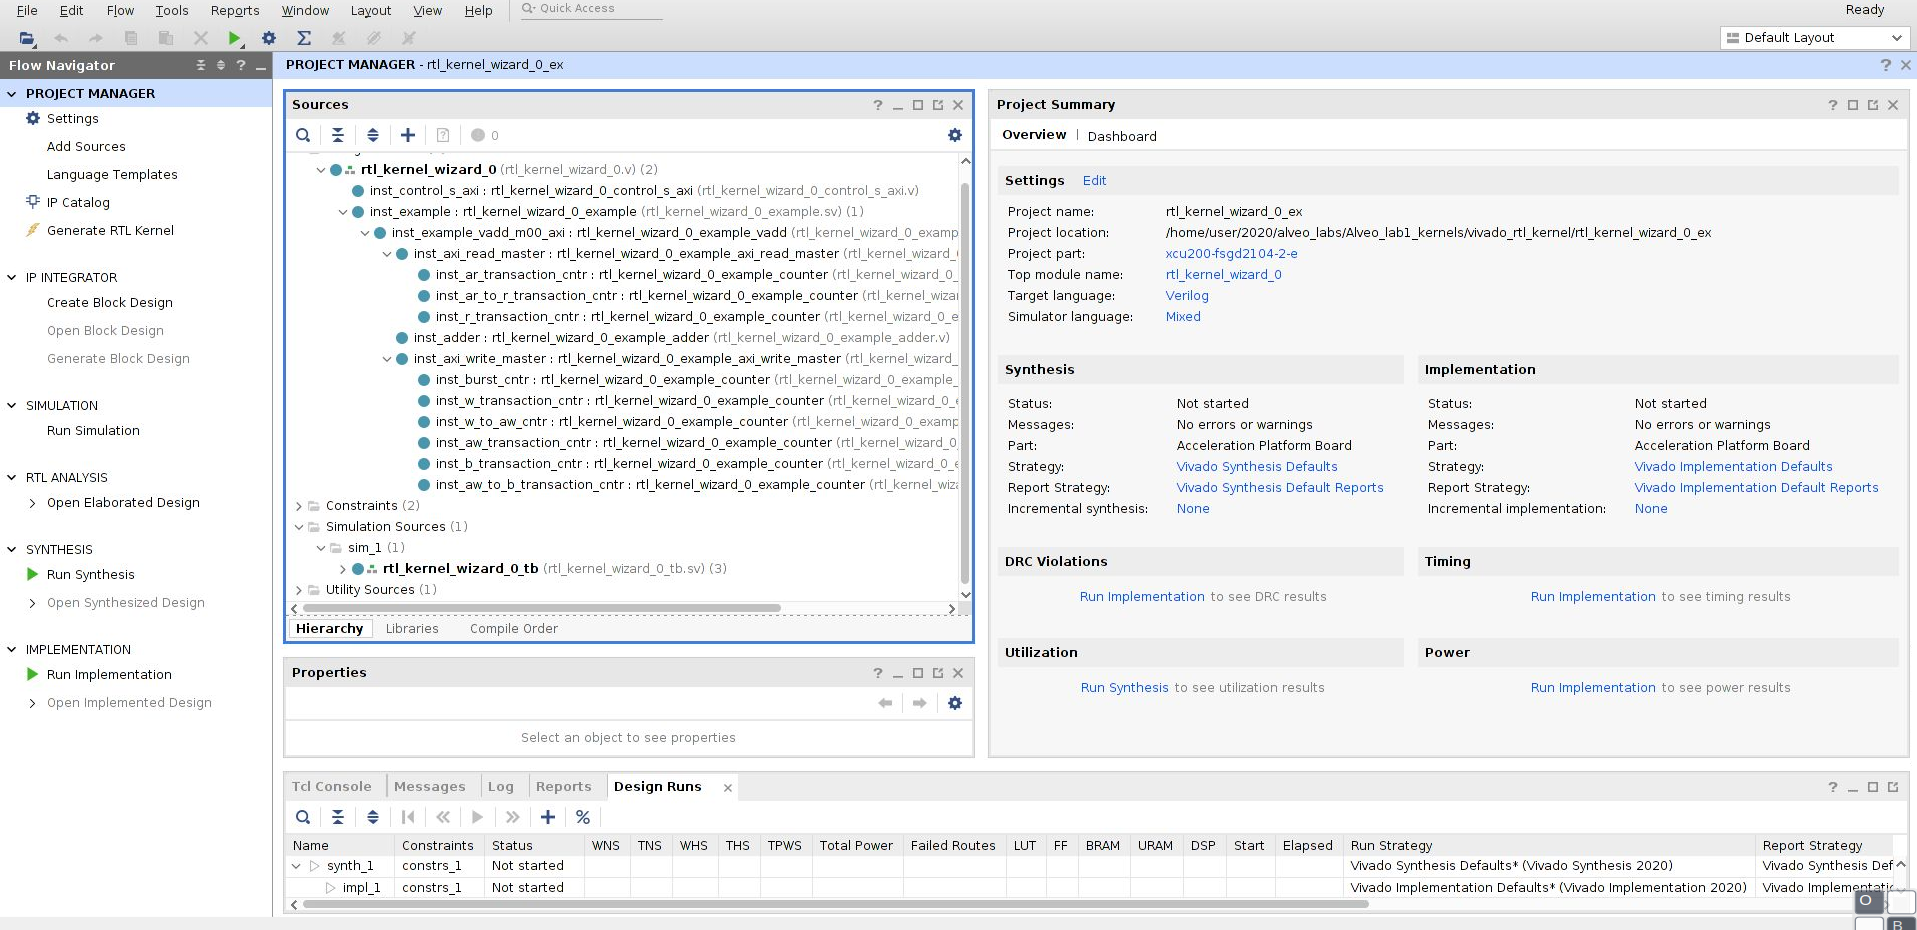 File Edit Flow Tools Reports Window Layout View Help Quick Access Ready
Default Layout
Flow Navigator
PROJECT MANAGER - rtl_kernel_wizard_0_ex
PROJECT MANAGER
Settings
Add Sources
Language Templates
IP Catalog
Generate RTL Kernel
IP INTEGRATOR
Create Block Design
Open Block Design
Generate Block Design
SIMULATION
Run Simulation
RTL ANALYSIS
Open Elaborated Design
SYNTHESIS
Run Synthesis
Open Synthesized Design
IMPLEMENTATION
Run Implementation
Open Implemented Design
Sources
0
rtl_kernel_wizard_0 (rtl_kernel_wizard_0.v) (2)
inst_control_s_axi : rtl_kernel_wizard_0_control_s_axi (rtl_kernel_wizard_0_control_s_axi.v)
inst_example : rtl_kernel_wizard_0_example (rtl_kernel_wizard_0_example.sv) (1)
inst_example_vadd_m00_axi : rtl_kernel_wizard_0_example_vadd (rtl_kernel_wizard_0_examp
inst_axi_read_master : rtl_kernel_wizard_0_example_axi_read_master (rtl_kernel_wizard_
inst_ar_transaction_cntr : rtl_kernel_wizard_0_example_counter (rtl_kernel_wizard_0_
inst_ar_to_r_transaction_cntr : rtl_kernel_wizard_0_example_counter (rtl_kernel_wiza
inst_r_transaction_cntr : rtl_kernel_wizard_0_example_counter (rtl_kernel_wizard_0_e
inst_adder : rtl_kernel_wizard_0_example_adder (rtl_kernel_wizard_0_example_adder.v)
inst_axi_write_master : rtl_kernel_wizard_0_example_axi_write_master (rtl_kernel_wizard_
inst_burst_cntr : rtl_kernel_wizard_0_example_counter (rtl_kernel_wizard_0_example_
inst_w_transaction_cntr : rtl_kernel_wizard_0_example_counter (rtl_kernel_wizard_0_e
inst_w_to_aw_cntr : rtl_kernel_wizard_0_example_counter (rtl_kernel_wizard_0_examp
inst_aw_transaction_cntr : rtl_kernel_wizard_0_example_counter (rtl_kernel_wizard_0_
inst_b_transaction_cntr : rtl_kernel_wizard_0_example_counter (rtl_kernel_wizard_0_e
inst_aw_to_b_transaction_cntr : rtl_kernel_wizard_0_example_counter (rtl_kernel_wiz
Constraints (2)
Simulation Sources (1)
sim_1 (1)
rtl_kernel_wizard_0_tb (rtl_kernel_wizard_0_tb.sv) (3)
Utility Sources (1)
Hierarchy Libraries Compile Order
Properties
Select an object to see properties
Project Summary
Overview | Dashboard
Settings Edit
Project name: rtl_kernel_wizard_0_ex
Project location: /home/user/2020/alveo_labs/Alveo_lab1_kernels/vivado_rtl_kernel/rtl_kernel_wizard_0_ex
Project part: xcu200-fsgd2104-2-e
Top module name: rtl_kernel_wizard_0
Target language: Verilog
Simulator language: Mixed
Synthesis
Status: Not started
Messages: No errors or warnings
Part: Acceleration Platform Board
Strategy: Vivado Synthesis Defaults
Report Strategy: Vivado Synthesis Default Reports
Incremental synthesis: None
Implementation
Status: Not started
Messages: No errors or warnings
Part: Acceleration Platform Board
Strategy: Vivado Implementation Defaults
Report Strategy: Vivado Implementation Default Reports
Incremental implementation: None
DRC Violations
Run Implementation to see DRC results
Timing
Run Implementation to see timing results
Utilization
Run Synthesis to see utilization results
Power
Run Implementation to see power results
Tcl Console Messages Log Reports Design Runs
Name Constraints Status WNS TNS WHS THS TPWS Total Power Failed Routes LUT FF BRAM URAM DSP Start Elapsed Run Strategy Report Strategy
synth_1 constrs_1 Not started Vivado Synthesis Defaults* (Vivado Synthesis 2020) Vivado Synthesis Def
impl_1 constrs_1 Not started Vivado Implementation Defaults* (Vivado Implementation 2020) Vivado Implementatic
O
B